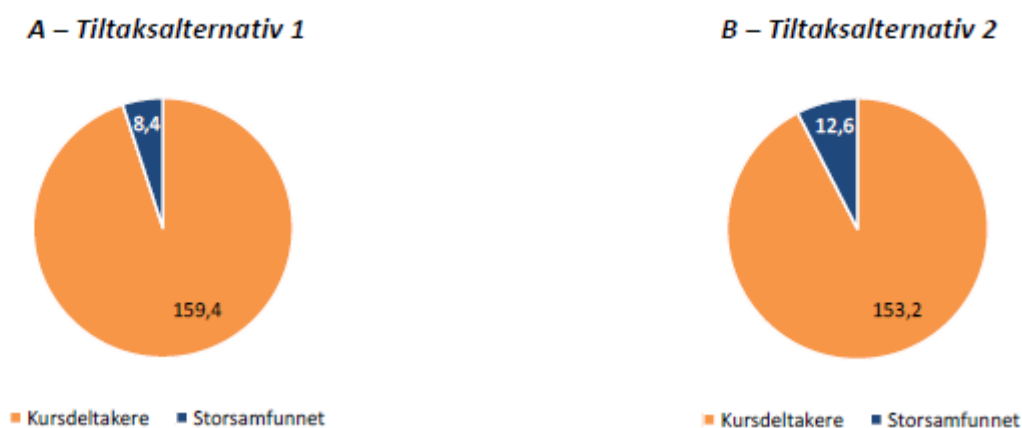 A – Tiltaksalternativ 1
8,4
159,4
Kursdeltakere Storsamfunnet
B – Tiltaksalternativ 2
12,6
153,2
Kursdeltakere Storsamfunnet